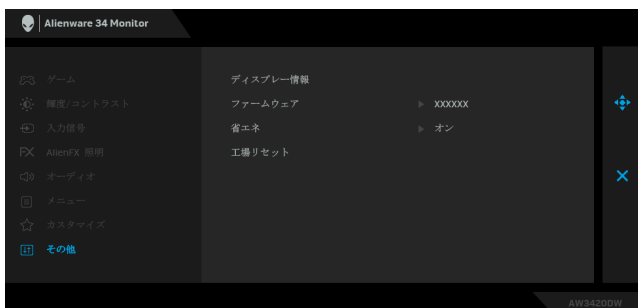 Alienware 34 Monitor
ゲーム
輝度/コントラスト
入力信号
AlienFX 照明
オーディオ
メニュー
カスタマイズ
その他
ディスプレー情報
ファームウェア XXXXXX
省エネ オン
工場リセット
AW3420DW